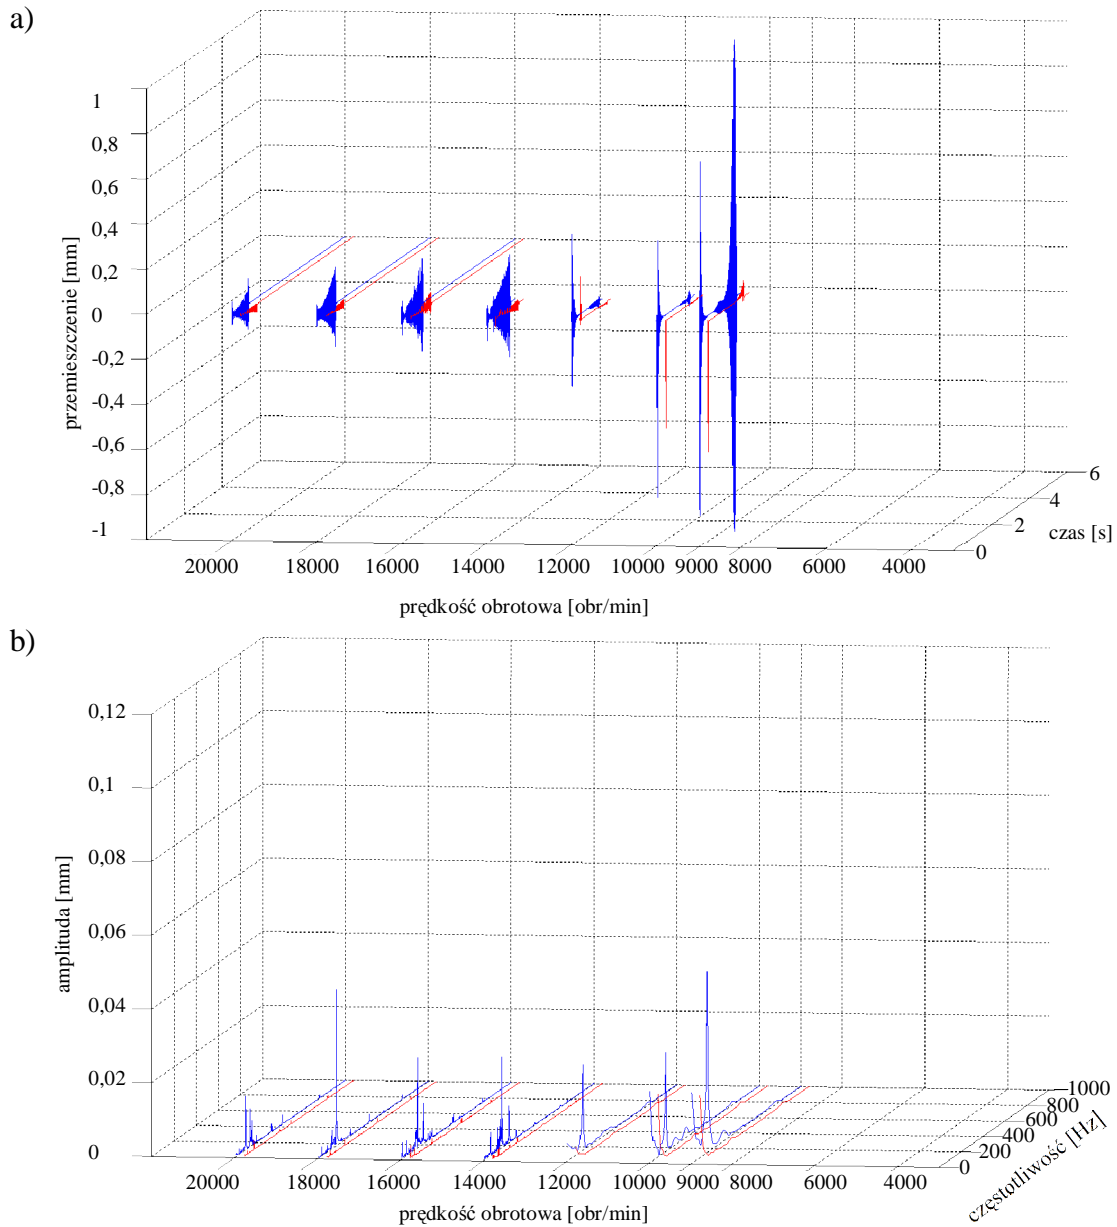 a)
1
0,8
0,6
0,4
0,2
0
-0,2
-0,4
-0,6
-0,8
-1
przemieszczenie [mm]
6
4
2
0
czas [s]
20000 18000 16000 14000 12000 10000 9000 8000 6000 4000
prędkość obrotowa [obr/min]
b)
0,12
0,1
0,08
0,06
0,04
0,02
0
amplituda [mm]
1000
800
600
400
200
0
częstotliwość [Hz]
20000 18000 16000 14000 12000 10000 9000 8000 6000 4000
prędkość obrotowa [obr/min]